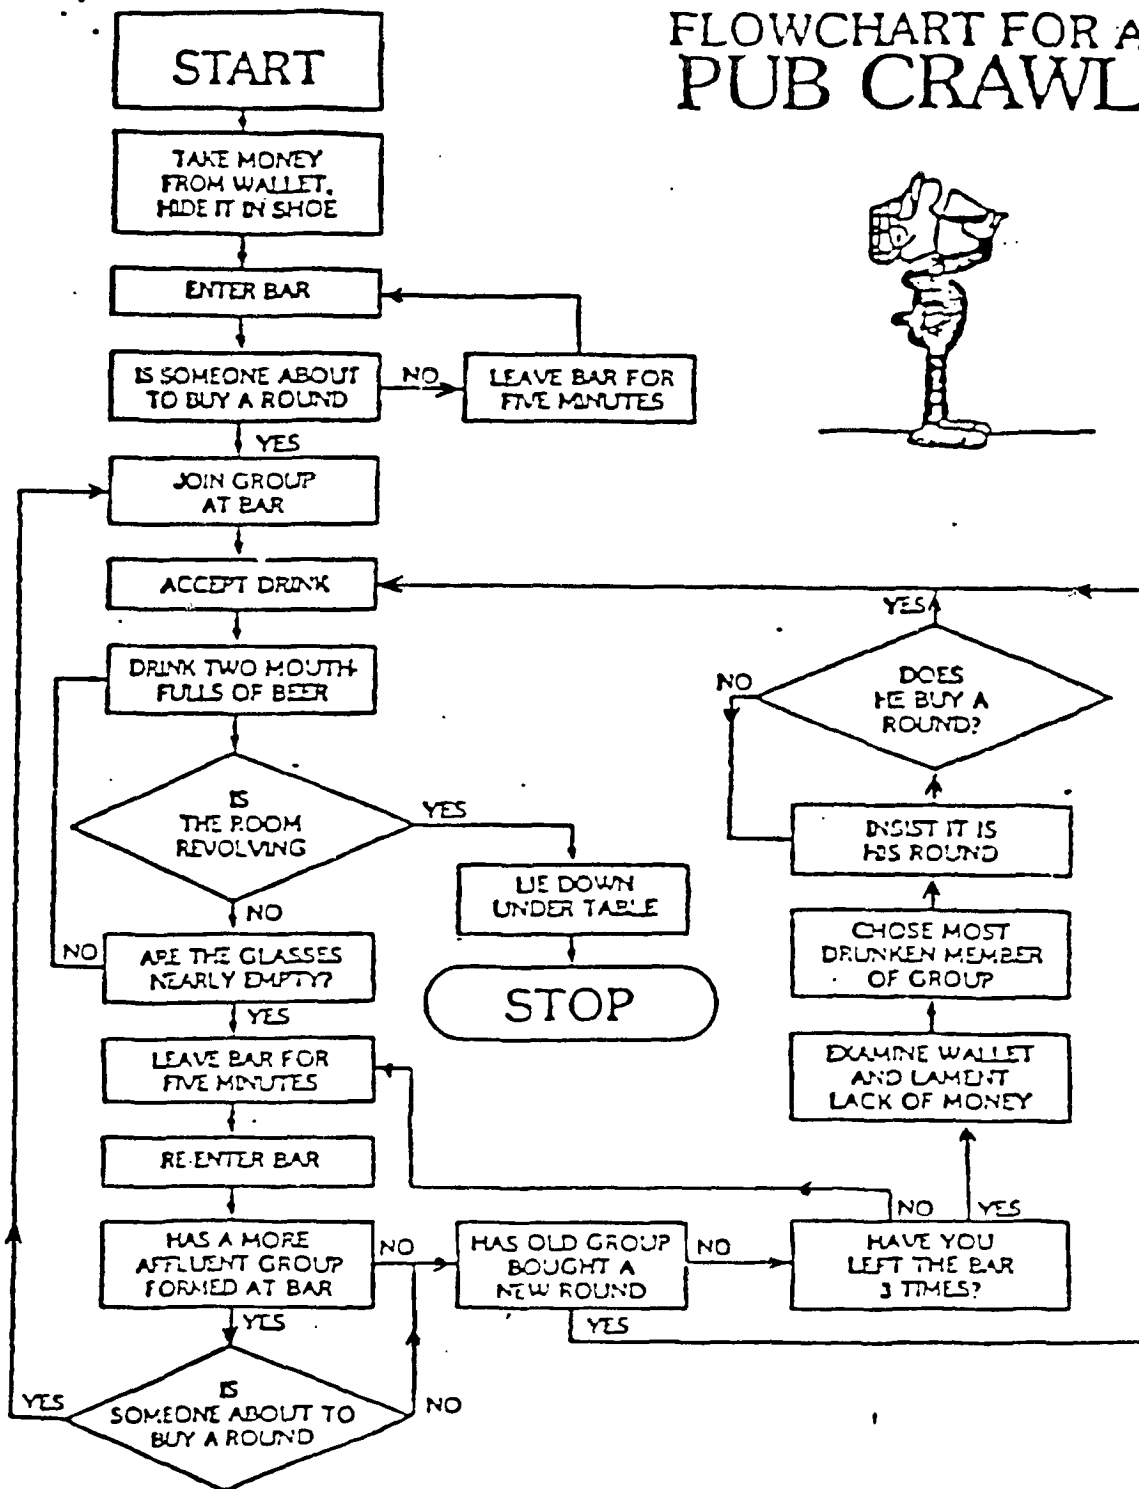 FLOWCHART FOR A
PUB CRAWL
START
TAKE MONEY
FROM WALLET.
HIDE IT IN SHOE
ENTER BAR
IS SOMEONE ABOUT
TO BUY A ROUND
NO
LEAVE BAR FOR
FIVE MINUTES
YES
JOIN GROUP
AT BAR
ACCEPT DRINK
DRINK TWO MOUTH-
FULLS OF BEER
IS
THE ROOM
REVOLVING
YES
LIE DOWN
UNDER TABLE
STOP
NO
ARE THE GLASSES
NEARLY EMPTY?
NO
YES
LEAVE BAR FOR
FIVE MINUTES
RE-ENTER BAR
HAS A MORE
AFFLUENT GROUP
FORMED AT BAR
NO
YES
IS
SOMEONE ABOUT TO
BUY A ROUND
YES
NO
HAS OLD GROUP
BOUGHT A
NEW ROUND
NO
YES
HAVE YOU
LEFT THE BAR
3 TIMES?
NO
YES
EXAMINE WALLET
AND LAMENT
LACK OF MONEY
CHOSE MOST
DRUNKEN MEMBER
OF GROUP
INSIST IT IS
HIS ROUND
DOES
HE BUY A
ROUND?
NO
YES